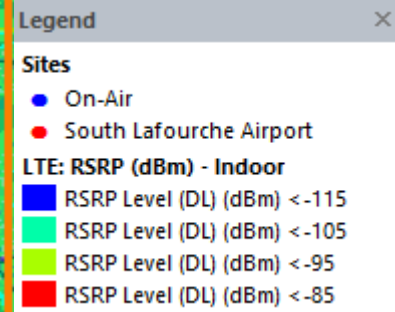 Legend
Sites
On-Air
South Lafourche Airport
LTE: RSRP (dBm) - Indoor
RSRP Level (DL) (dBm) <-115
RSRP Level (DL) (dBm) <-105
RSRP Level (DL) (dBm) <-95
RSRP Level (DL) (dBm) <-85